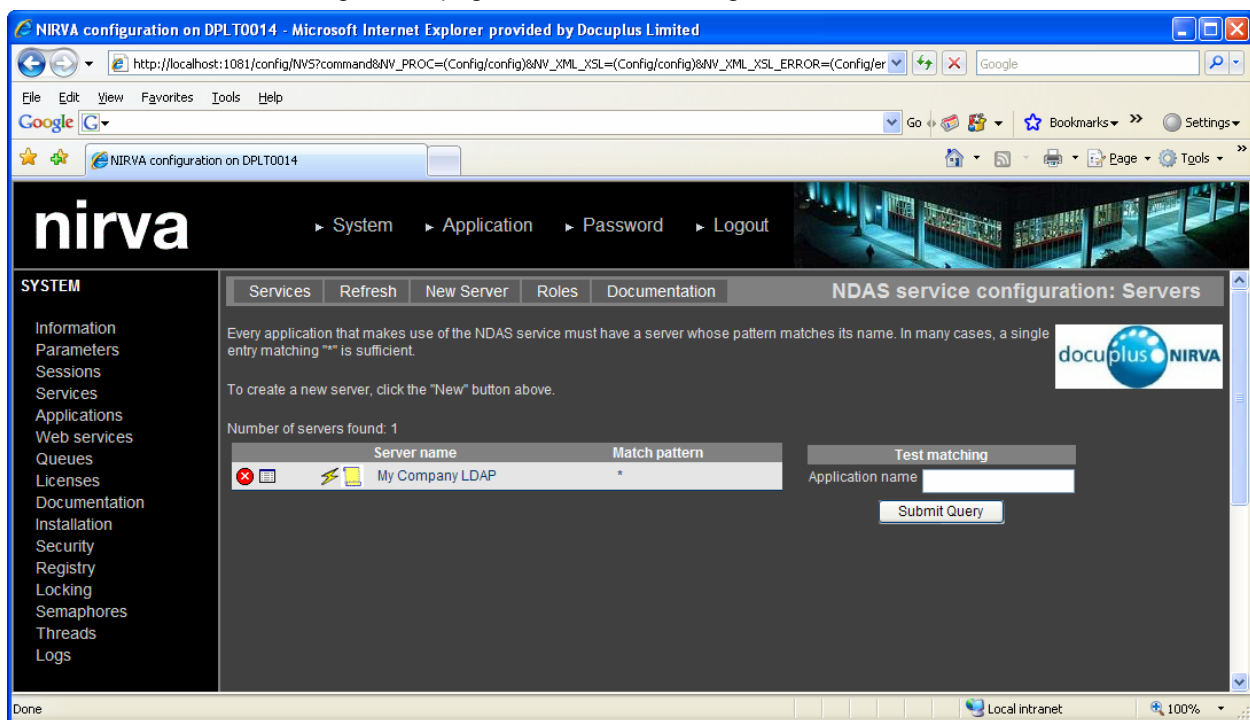 NIRVA configuration on DPLT0014 - Microsoft Internet Explorer provided by Docuplus Limited
http://localhost:1081/config/NVS?command&NV_PROC=(Config/config)&NV_XML_XSL=(Config/config)&NV_XML_XSL_ERROR=(Config/er
Google
File Edit View Favorites Tools Help
Google G Go Bookmarks Settings
NIRVA configuration on DPLT0014 Page Tools
nirva
System Application Password Logout
SYSTEM
Information
Parameters
Sessions
Services
Applications
Web services
Queues
Licenses
Documentation
Installation
Security
Registry
Locking
Semaphores
Threads
Logs
Services Refresh New Server Roles Documentation
NDAS service configuration: Servers
Every application that makes use of the NDAS service must have a server whose pattern matches its name. In many cases, a single
entry matching "*" is sufficient.
docuplus NIRVA
To create a new server, click the "New" button above.
Number of servers found: 1
Server name Match pattern
My Company LDAP *
Test matching
Application name
Submit Query
Done Local intranet 100%